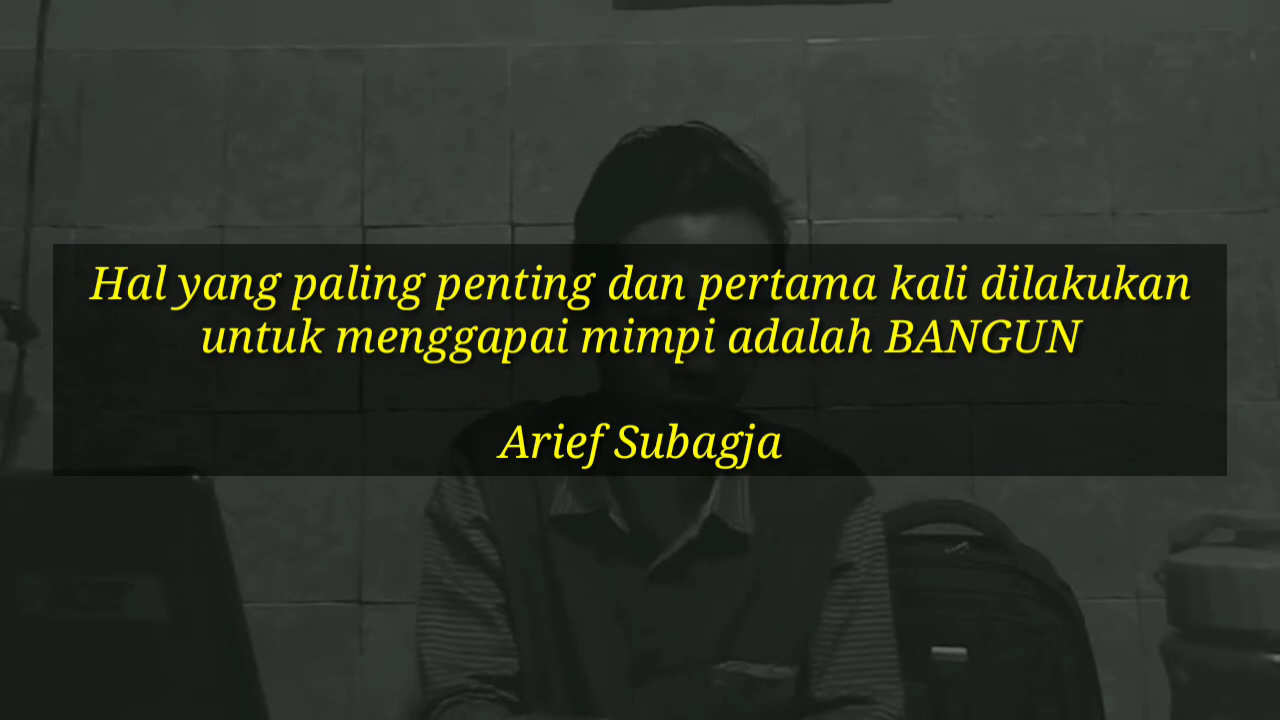 Hal yang paling penting dan pertama kali dilakukan
untuk menggapai mimpi adalah BANGUN
Arief Subagja